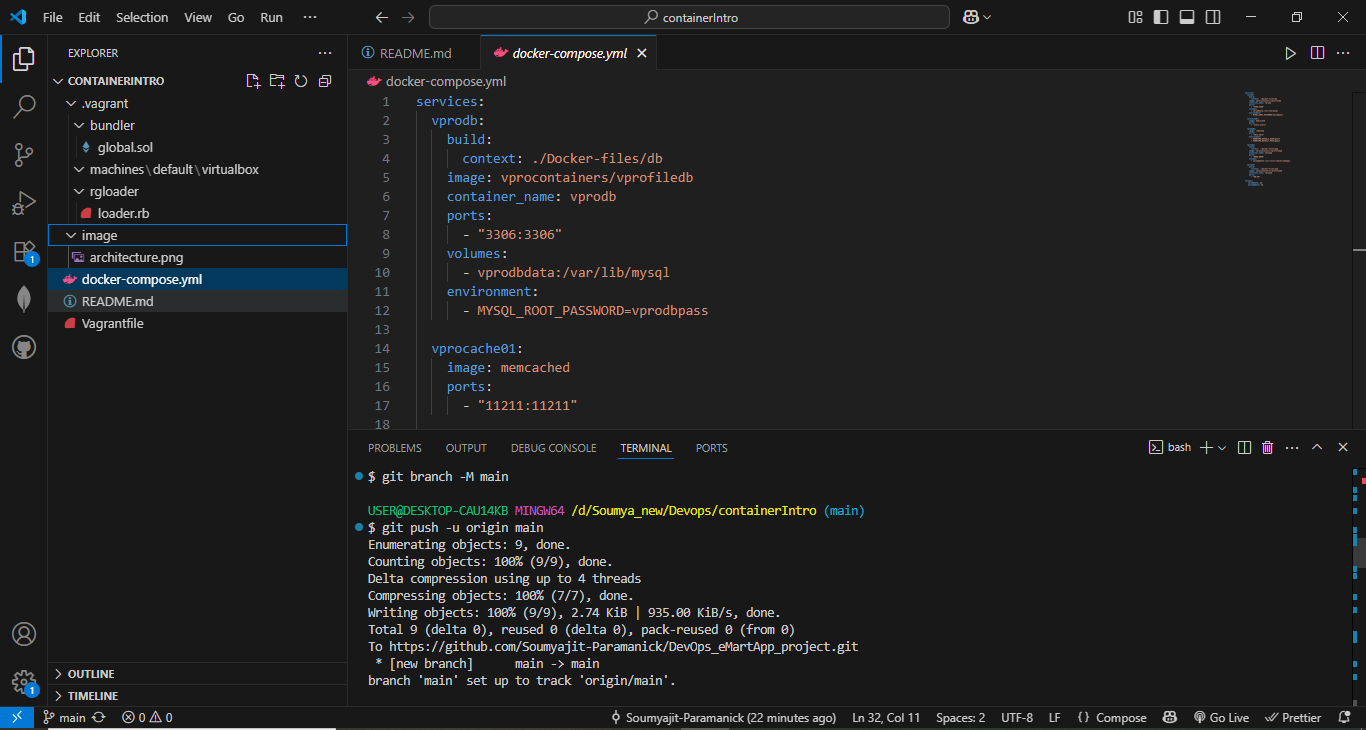 File Edit Selection View Go Run ··· containerIntro
EXPLORER ···
CONTAINERINTRO
.vagrant
bundler
global.sol
machines\default\virtualbox
rgloader
loader.rb
image
architecture.png
docker-compose.yml
README.md
Vagrantfile
OUTLINE
TIMELINE
1
1
README.md docker-compose.yml
docker-compose.yml
1 services:
2 vprodb:
3 build:
4 context: ./Docker-files/db
5 image: vprocontainers/vprofiledb
6 container_name: vprodb
7 ports:
8 - "3306:3306"
9 volumes:
10 - vprodbdata:/var/lib/mysql
11 environment:
12 - MYSQL_ROOT_PASSWORD=vprodbpass
13
14 vprocache01:
15 image: memcached
16 ports:
17 - "11211:11211"
18
PROBLEMS OUTPUT DEBUG CONSOLE TERMINAL PORTS bash
$ git branch -M main
USER@DESKTOP-CAU14KB MINGW64 /d/Soumya_new/Devops/containerIntro (main)
$ git push -u origin main
Enumerating objects: 9, done.
Counting objects: 100% (9/9), done.
Delta compression using up to 4 threads
Compressing objects: 100% (7/7), done.
Writing objects: 100% (9/9), 2.74 KiB | 935.00 KiB/s, done.
Total 9 (delta 0), reused 0 (delta 0), pack-reused 0 (from 0)
To https://github.com/Soumyajit-Paramanick/DevOps_eMartApp_project.git
* [new branch] main -> main
branch 'main' set up to track 'origin/main'.
main 0 0 Soumyajit-Paramanick (22 minutes ago) Ln 32, Col 11 Spaces: 2 UTF-8 LF {} Compose Go Live Prettier